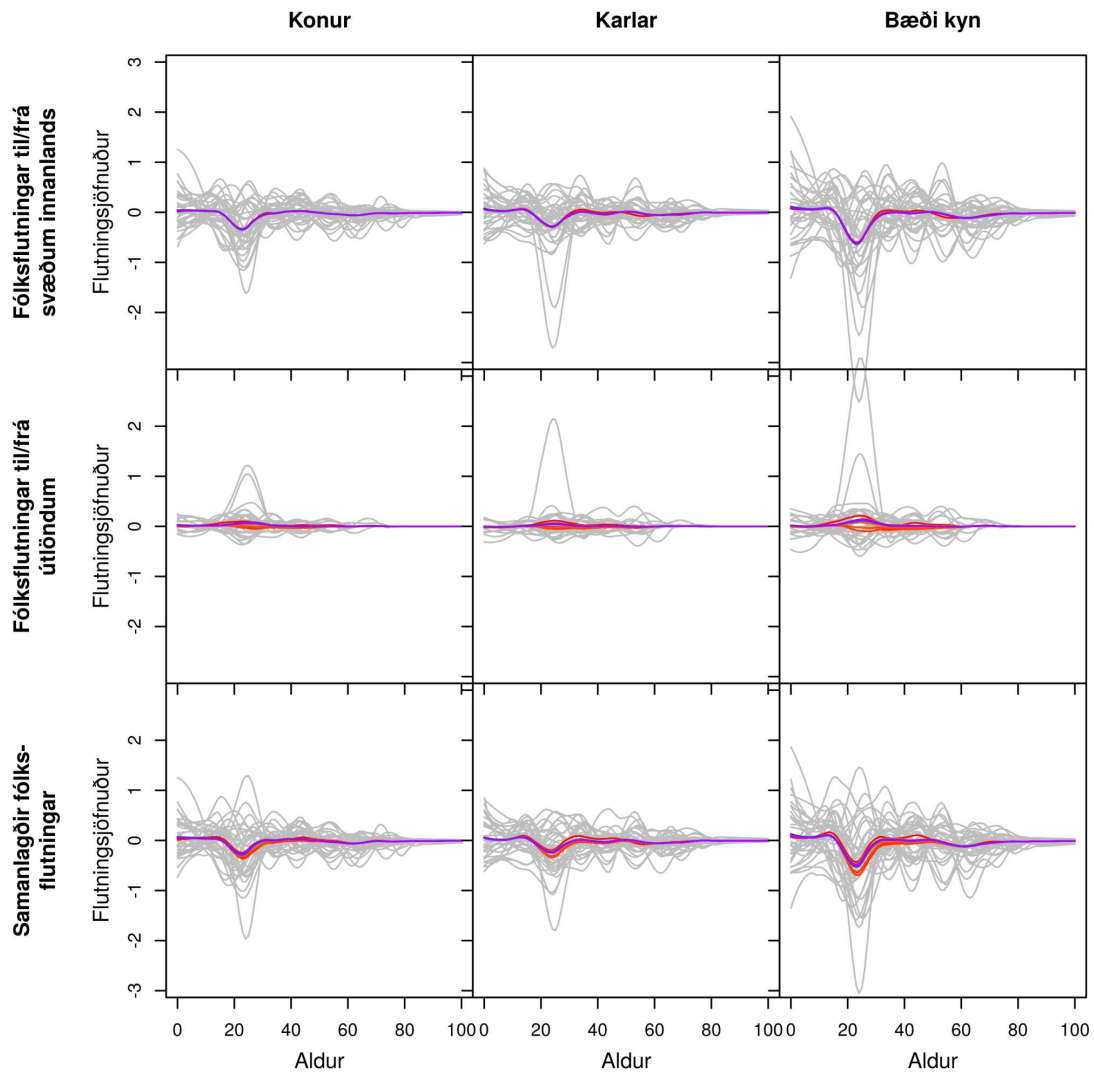 Konur
Karlar
Bæði kyn
Fólksflutningar til/frá
svæðum innanlands
Flutningsjöfnuður
3
2
1
0
-1
-2
Fólksflutningar til/frá
útlöndum
Flutningsjöfnuður
2
1
0
-1
-2
Samanlagðir fólks-
flutningar
Flutningsjöfnuður
2
1
0
-1
-2
-3
0 20 40 60 80 100
0 20 40 60 80 100
0 20 40 60 80 100
Aldur
Aldur
Aldur